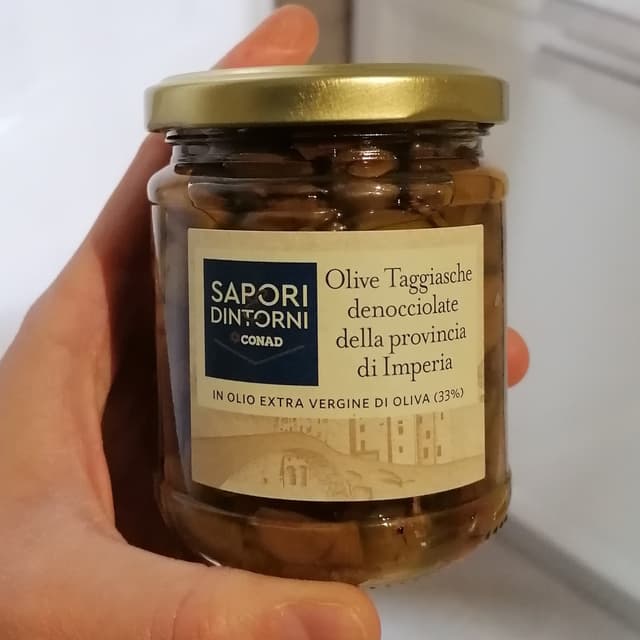 SAPORI
DINTORNI
CONAD
Olive Taggiasche
denocciolate
della provincia
di Imperia
IN OLIO EXTRA VERGINE DI OLIVA (33%)